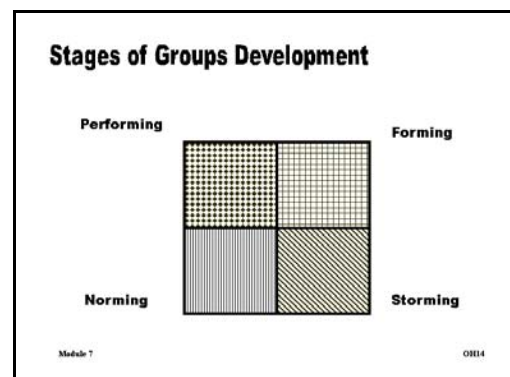 Stages of Groups Development
Performing
Forming
Norming
Storming
Module 7
OH14